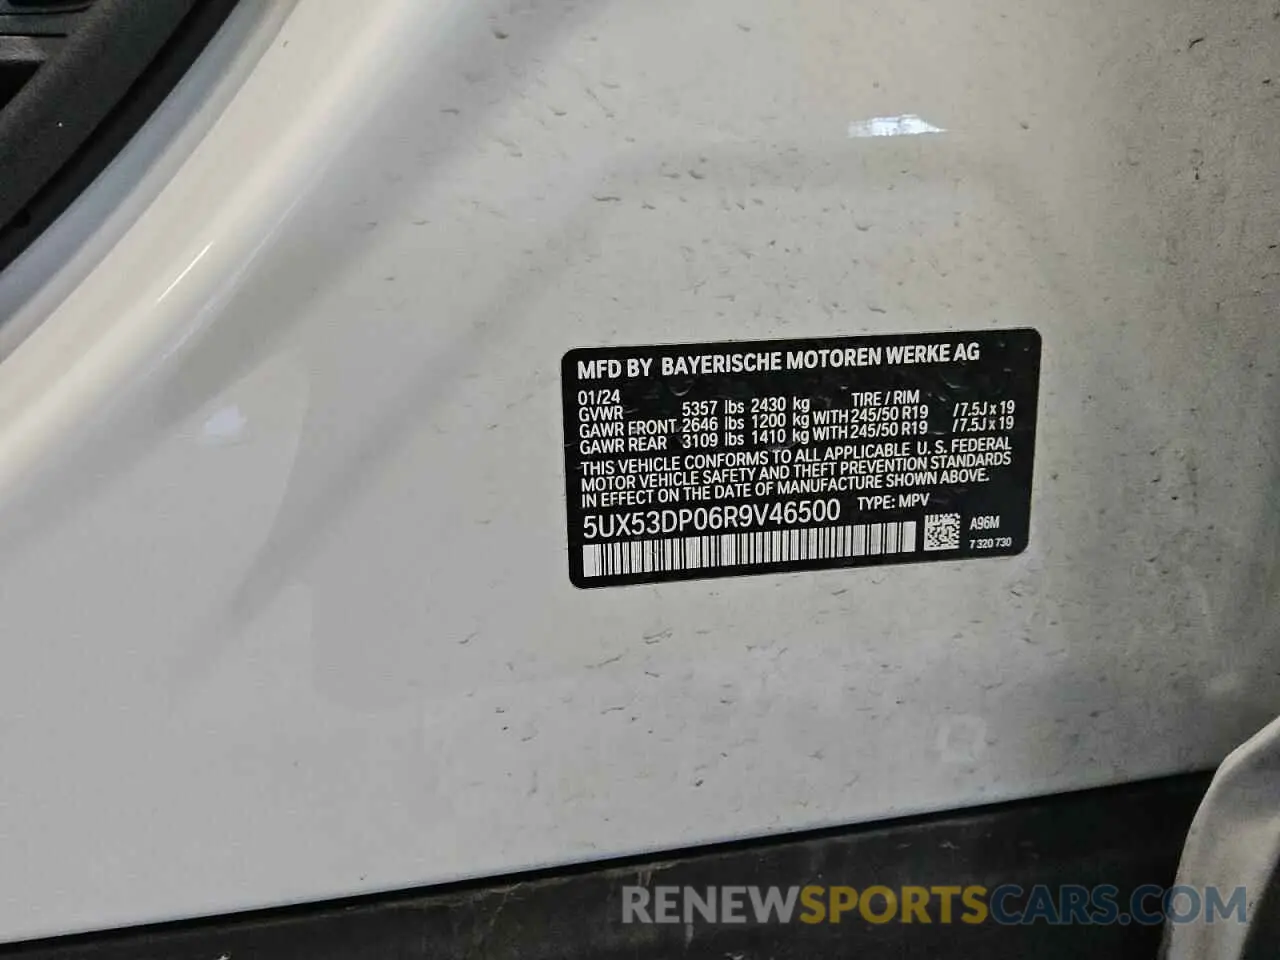 MFD BY BAYERISCHE MOTOREN WERKE AG
01/24 TIRE / RIM
GVWR 5357 lbs 2430 kg
GAWR FRONT 2646 lbs 1200 kg WITH 245/50 R19 /7.5J x 19
GAWR REAR 3109 lbs 1410 kg WITH 245/50 R19 /7.5J x 19
THIS VEHICLE CONFORMS TO ALL APPLICABLE U.S. FEDERAL
MOTOR VEHICLE SAFETY AND THEFT PREVENTION STANDARDS
IN EFFECT ON THE DATE OF MANUFACTURE SHOWN ABOVE.
5UX53DP06R9V46500 TYPE: MPV
A96M
7 320 730
RENEWSPORTSCARS.COM